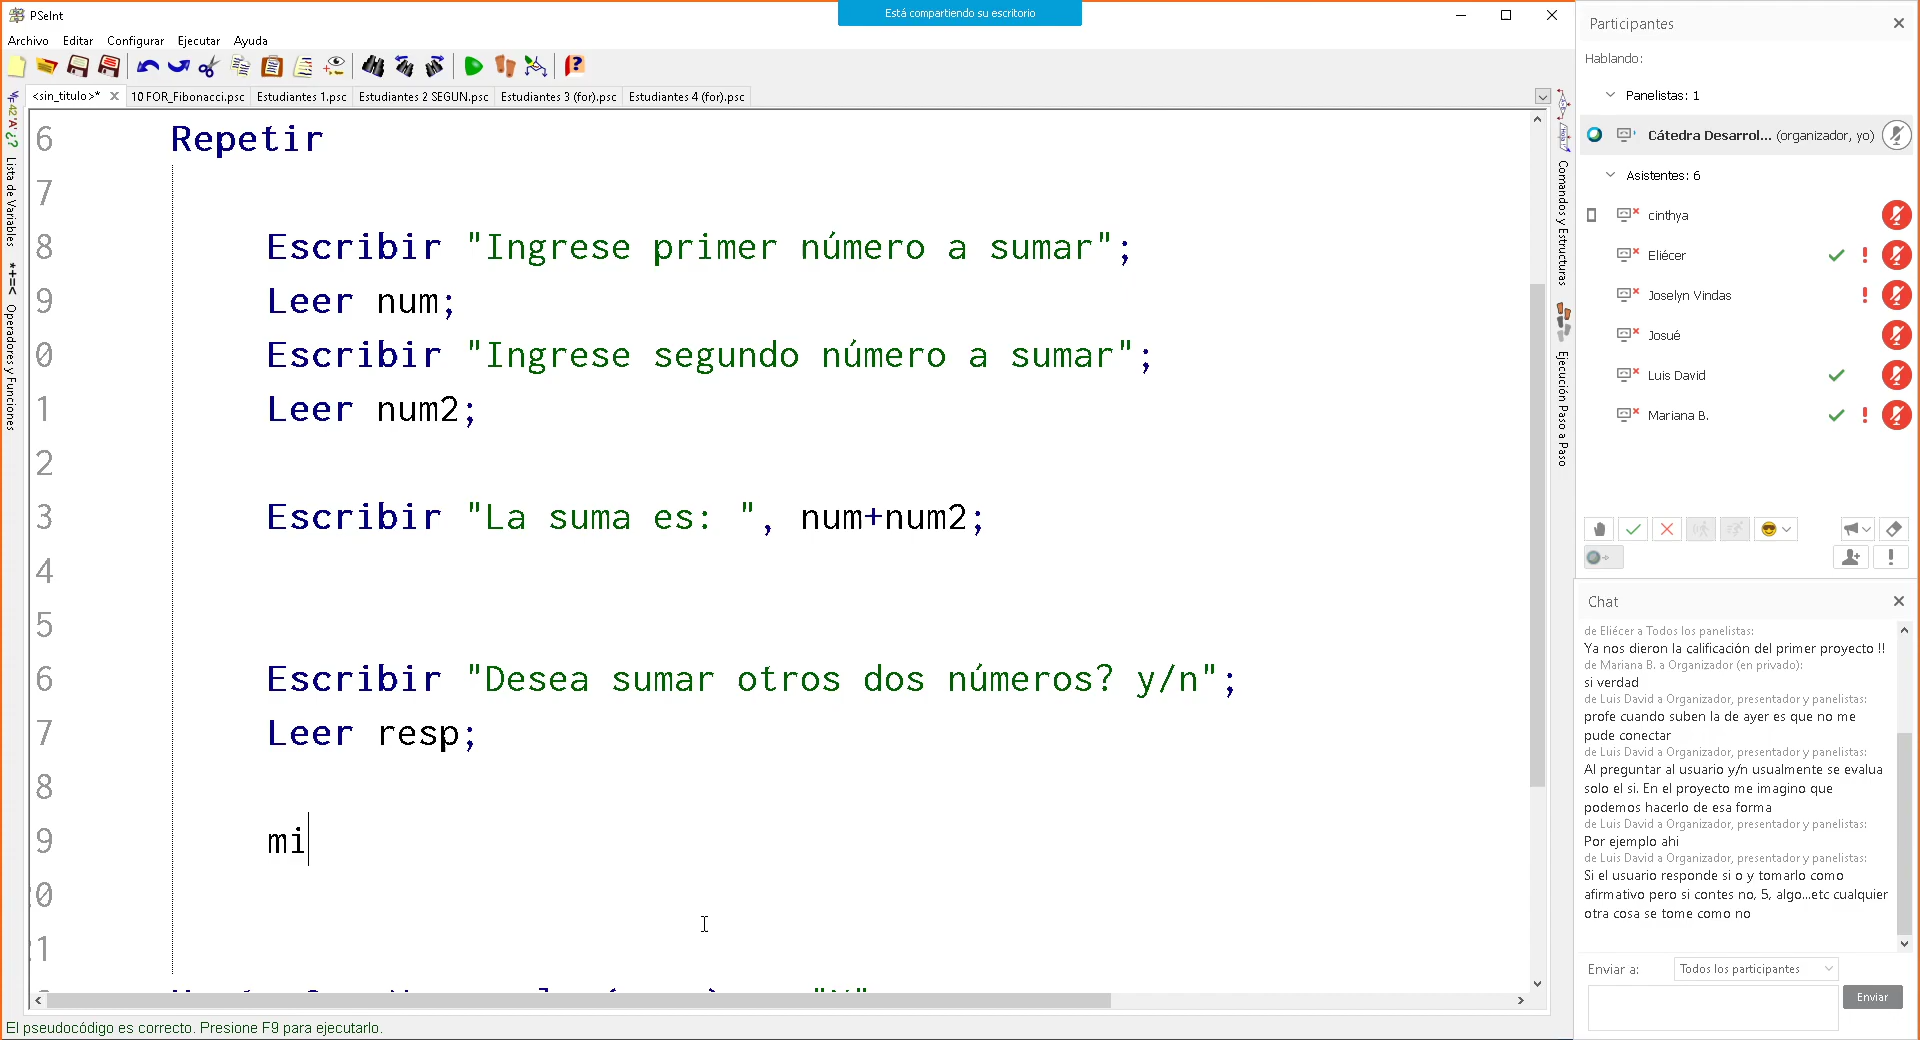 PSeInt
Está compartiendo su escritorio
Archivo Editar Configurar Ejecutar Ayuda
<sin_titulo>* 10 FOR_Fibonacci.psc Estudiantes 1.psc Estudiantes 2 SEGUN.psc Estudiantes 3 (for).psc Estudiantes 4 (for).psc
Lista de Variables
*+=< Operadores y Funciones
6 Repetir
7
8 Escribir "Ingrese primer número a sumar";
9 Leer num;
0 Escribir "Ingrese segundo número a sumar";
1 Leer num2;
2
3 Escribir "La suma es: ", num+num2;
4
5
6 Escribir "Desea sumar otros dos números? y/n";
7 Leer resp;
8
9 mi
20
21
El pseudocódigo es correcto. Presione F9 para ejecutarlo.
Comandos y Estructuras
Ejecución Paso a Paso
Participantes
Hablando:
Panelistas: 1
Cátedra Desarrol... (organizador, yo)
Asistentes: 6
cinthya
Eliécer
Joselyn Vindas
Josué
Luis David
Mariana B.
Chat
de Eliécer a Todos los panelistas:
Ya nos dieron la calificación del primer proyecto !!
de Mariana B. a Organizador (en privado):
si verdad
de Luis David a Organizador, presentador y panelistas:
profe cuando suben la de ayer es que no me
pude conectar
de Luis David a Organizador, presentador y panelistas:
Al preguntar al usuario y/n usualmente se evalua
solo el si. En el proyecto me imagino que
podemos hacerlo de esa forma
de Luis David a Organizador, presentador y panelistas:
Por ejemplo ahi
de Luis David a Organizador, presentador y panelistas:
Si el usuario responde si o y tomarlo como
afirmativo pero si contes no, 5, algo...etc cualquier
otra cosa se tome como no
Enviar a: Todos los participantes
Enviar